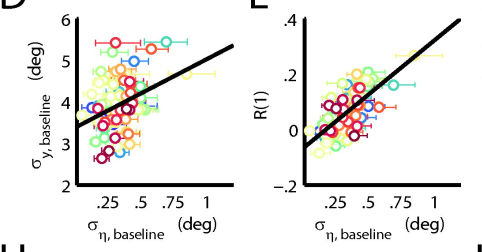 D
E
6
5
4
3
2
σy, baseline (deg)
.25 .5 .75 1
ση, baseline (deg)
.4
.2
0
-.2
R(1)
.25 .5 .75 1
ση, baseline (deg)